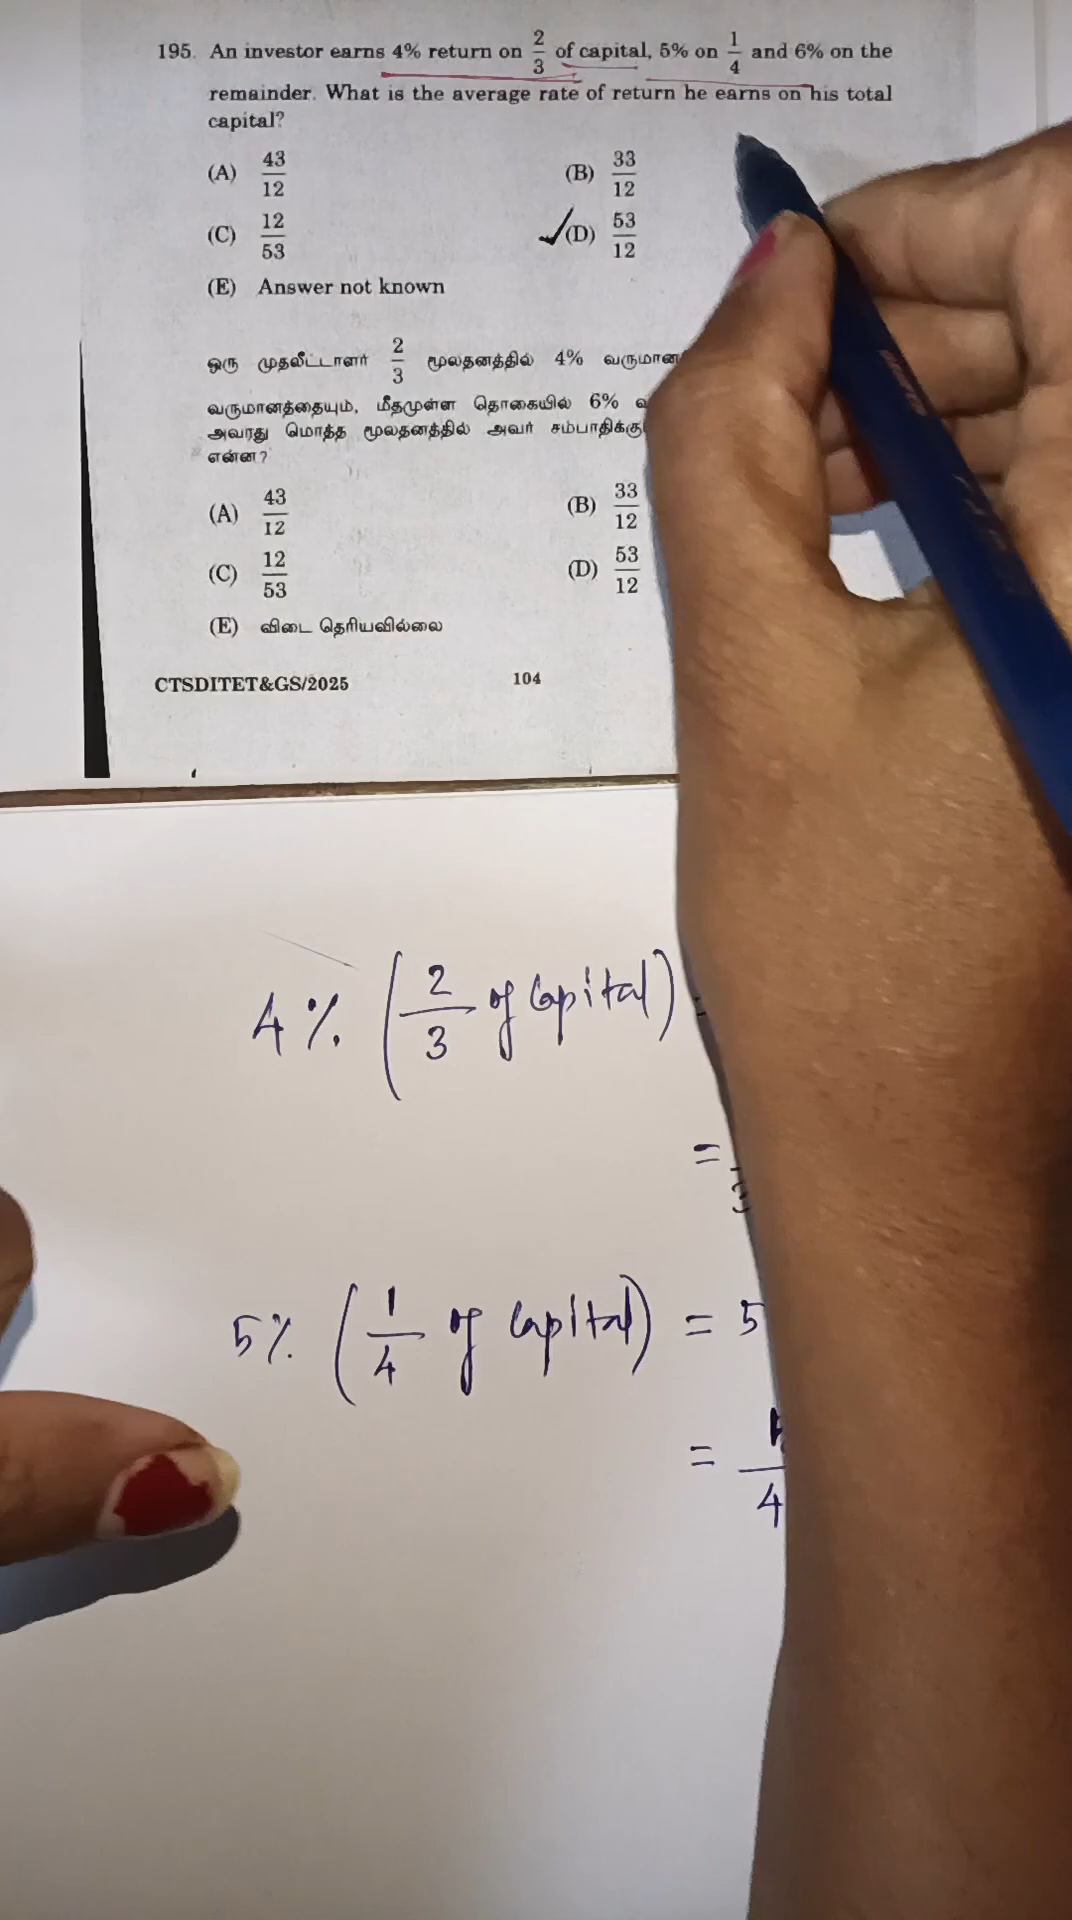 195. An investor earns 4% return on 2/3 of capital, 5% on 1/4 and 6% on the
remainder. What is the average rate of return he earns on his total
capital?
(A) 43/12 (B) 33/12
(C) 12/53 (D) 53/12
(E) Answer not known
ஒரு முதலீட்டாளர் 2/3 மூலதனத்தில் 4%
வருமானத்தையும், மீதமுள்ள தொகையில் 6%
அவரது மொத்த மூலதனத்தில் அவர்
என்ன?
(A) 43/12 (B) 33/12
(C) 12/53 (D) 53/12
(E) விடை தெரியவில்லை
CTSDITET&GS/2025 104
4% (2/3 of Capital)
=
5% (1/4 of Capital) = 5
=